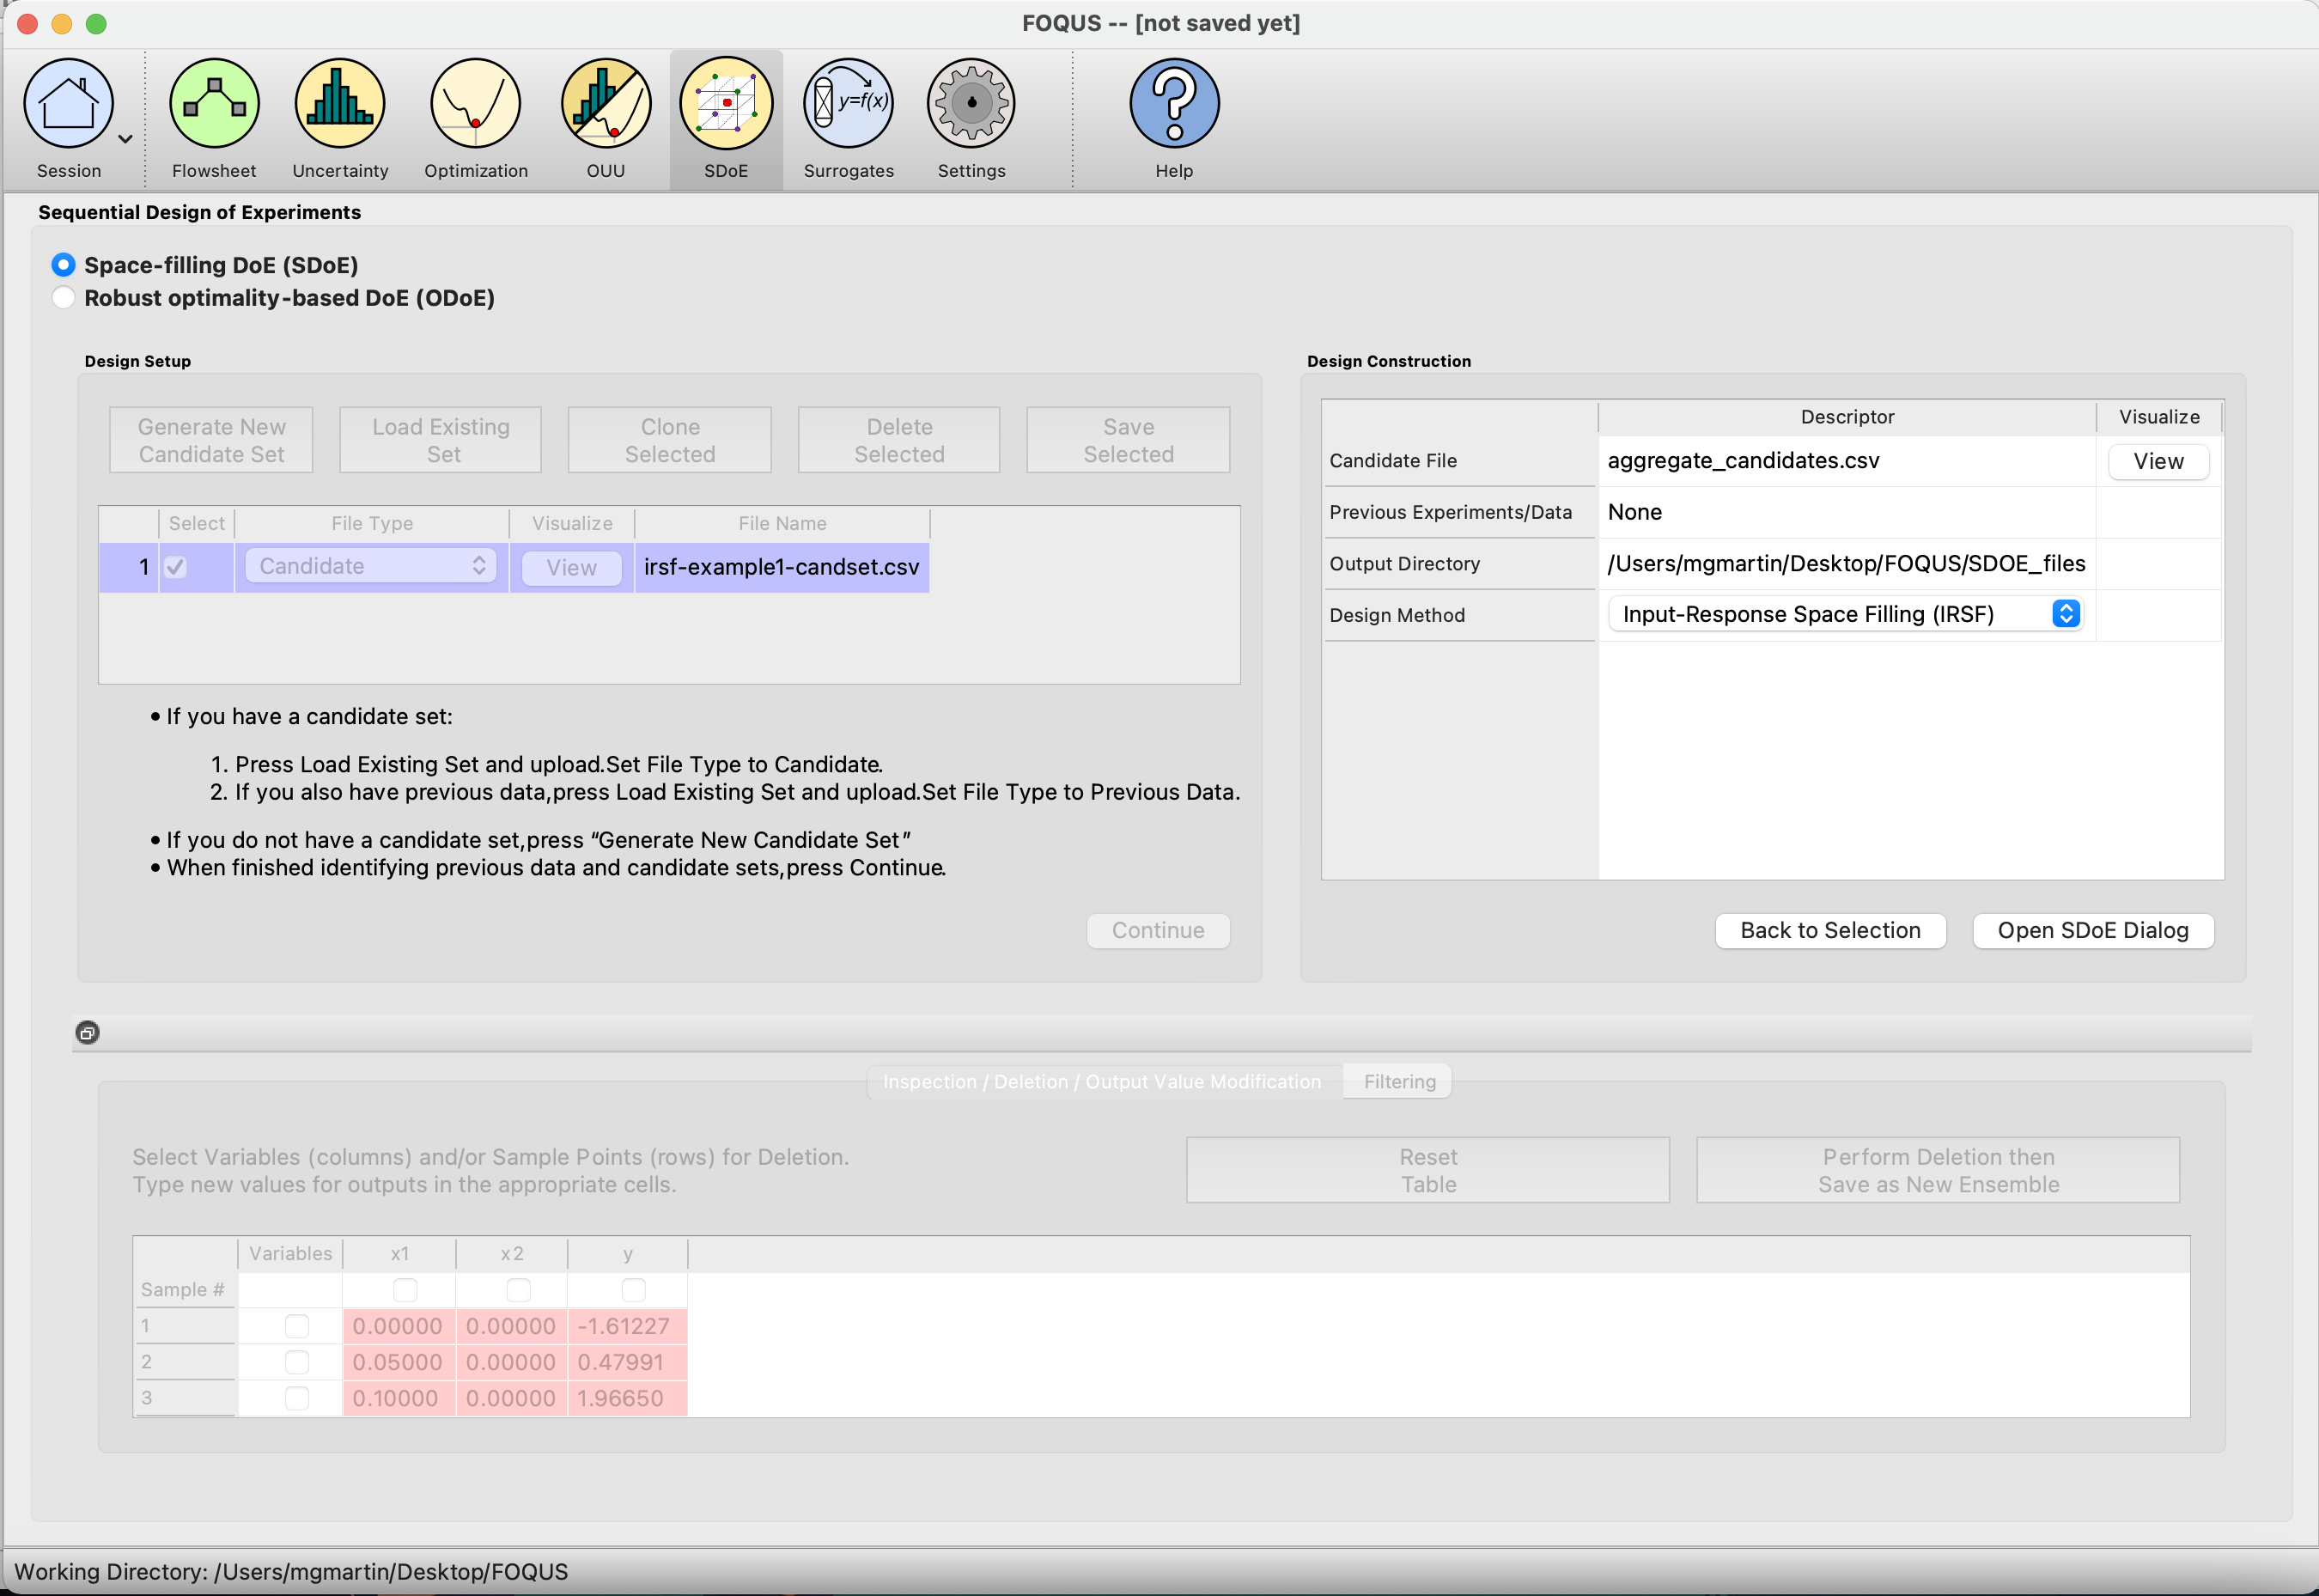 FOQUS -- [not saved yet]
y=f(x)
Session
Flowsheet
Uncertainty
Optimization
OUU
SDoE
Surrogates
Settings
Help
Sequential Design of Experiments
Space-filling DoE (SDoE)
Robust optimality-based DoE (ODoE)
Design Setup
Generate New
Candidate Set
Load Existing
Set
Clone
Selected
Delete
Selected
Save
Selected
Select File Type Visualize File Name
1 Candidate View irsf-example1-candset.csv
• If you have a candidate set:
1. Press Load Existing Set and upload.Set File Type to Candidate.
2. If you also have previous data,press Load Existing Set and upload.Set File Type to Previous Data.
• If you do not have a candidate set,press “Generate New Candidate Set”
• When finished identifying previous data and candidate sets,press Continue.
Continue
Design Construction
Descriptor Visualize
Candidate File aggregate_candidates.csv View
Previous Experiments/Data None
Output Directory /Users/mgmartin/Desktop/FOQUS/SDOE_files
Design Method Input-Response Space Filling (IRSF)
Back to Selection
Open SDoE Dialog
Inspection / Deletion / Output Value Modification
Filtering
Select Variables (columns) and/or Sample Points (rows) for Deletion.
Type new values for outputs in the appropriate cells.
Reset
Table
Perform Deletion then
Save as New Ensemble
Variables x1 x2 y
Sample #
1 0.00000 0.00000 -1.61227
2 0.05000 0.00000 0.47991
3 0.10000 0.00000 1.96650
Working Directory: /Users/mgmartin/Desktop/FOQUS